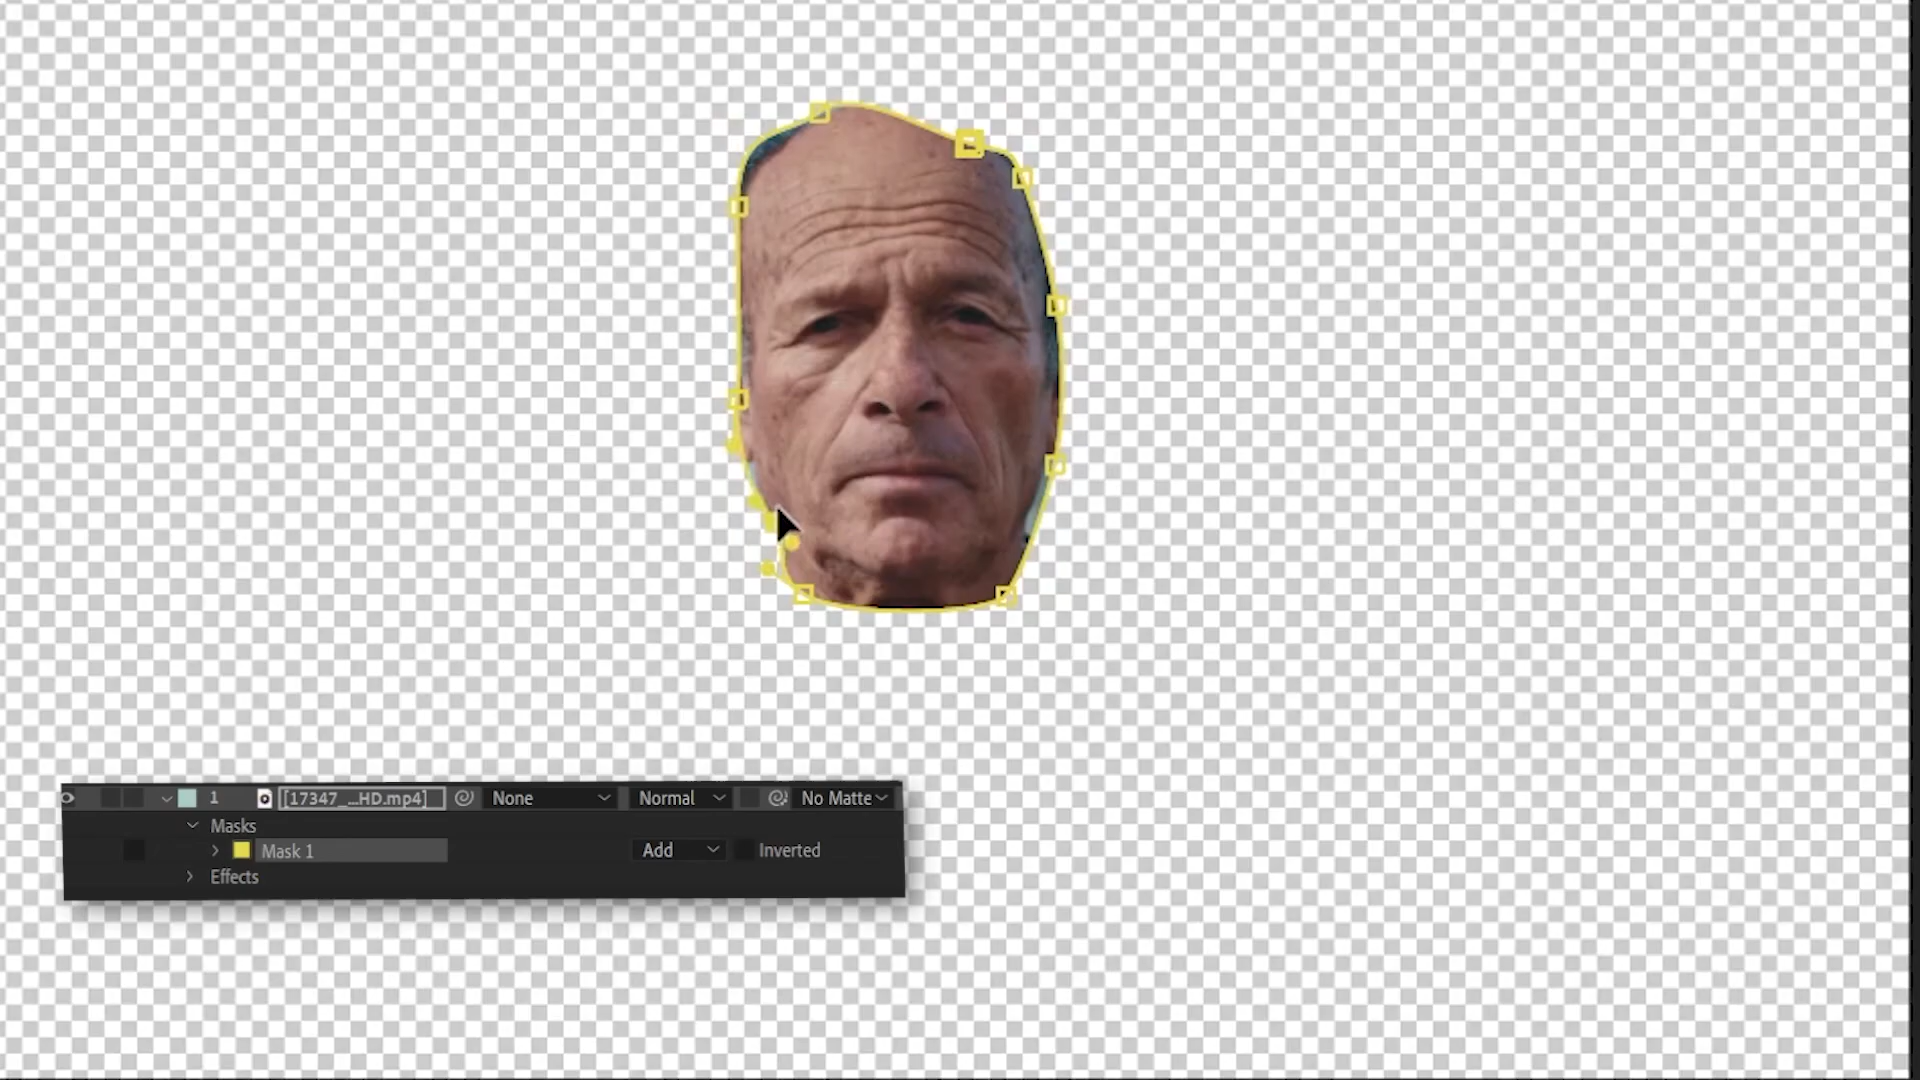 1 [17347_...HD.mp4] None Normal No Matte
Masks
Mask 1 Add Inverted
Effects